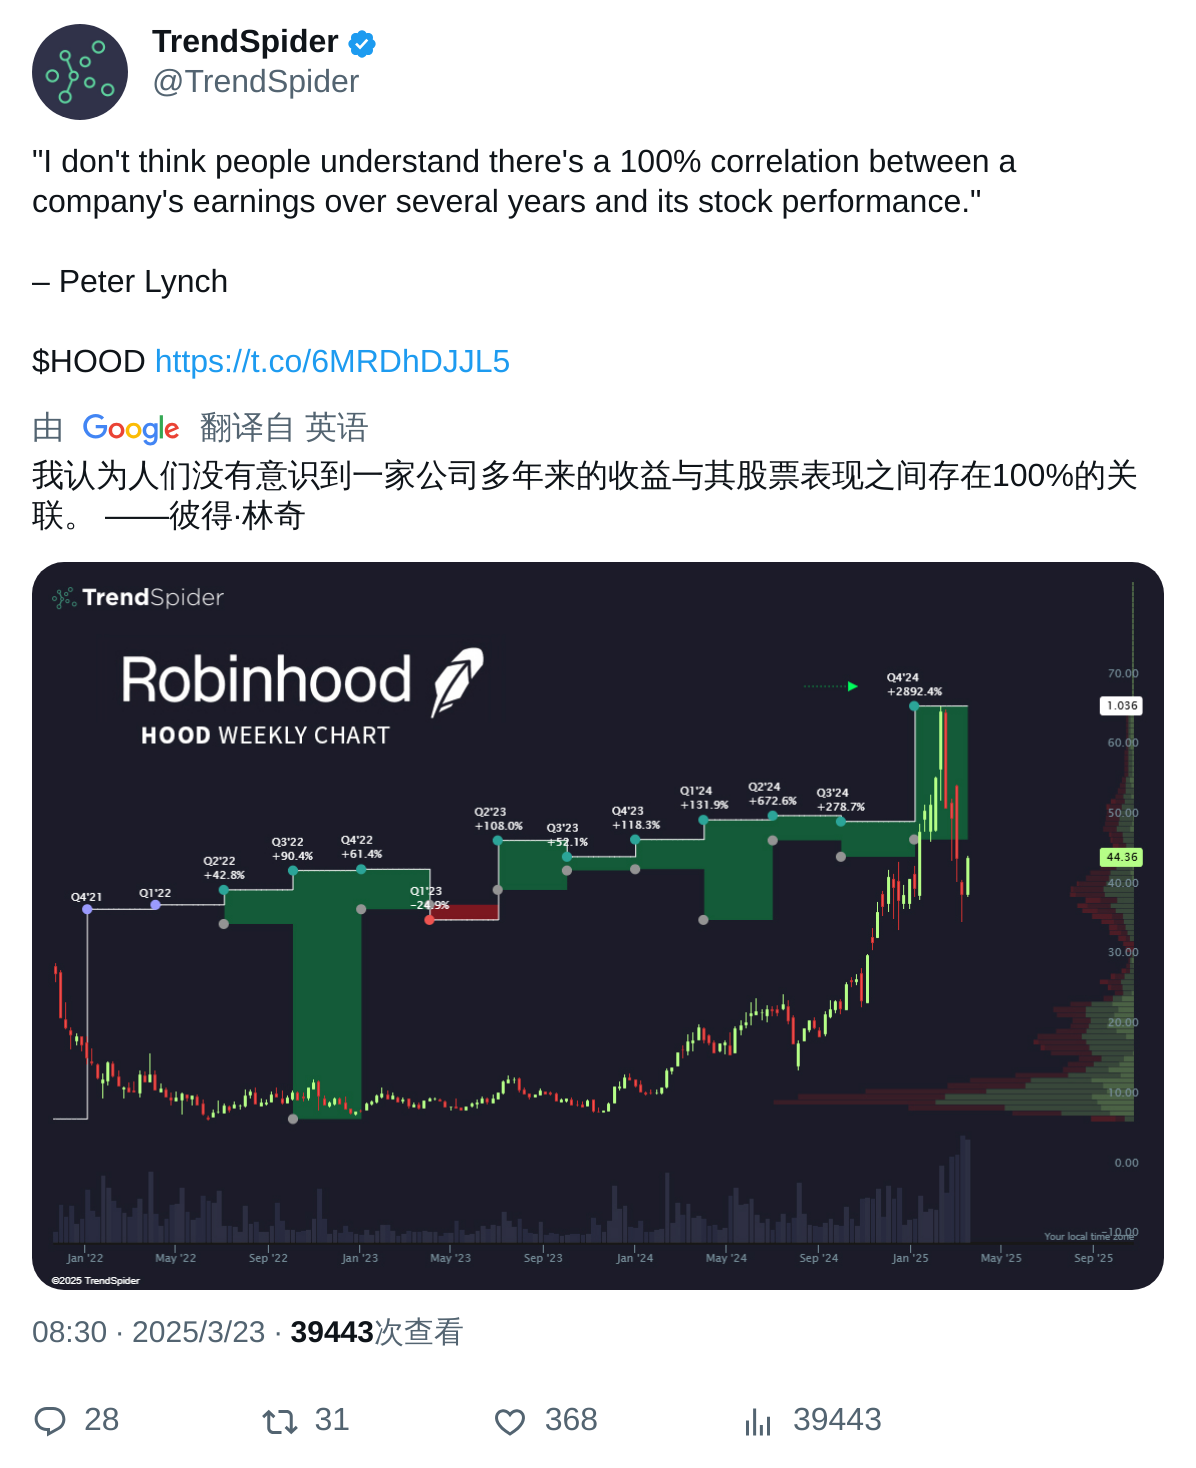 TrendSpider
@TrendSpider
"I don't think people understand there's a 100% correlation between a
company's earnings over several years and its stock performance."
– Peter Lynch
$HOOD https://t.co/6MRDhDJJL5
由 Google 翻译自 英语
我认为人们没有意识到一家公司多年来的收益与其股票表现之间存在100%的关
联。 ——彼得·林奇
TrendSpider
Robinhood
HOOD WEEKLY CHART
Q4'21
Q1'22
Q2'22
+42.8%
Q3'22
+90.4%
Q4'22
+61.4%
Q1'23
-24.9%
Q2'23
+108.0%
Q3'23
+52.1%
Q4'23
+118.3%
Q1'24
+131.9%
Q2'24
+672.6%
Q3'24
+278.7%
Q4'24
+2892.4%
70.00
1.036
60.00
50.00
44.36
40.00
30.00
20.00
10.00
0.00
-10.00
Your local time zone
Jan '22 May '22 Sep '22 Jan '23 May '23 Sep '23 Jan '24 May '24 Sep '24 Jan '25 May '25 Sep '25
©2025 TrendSpider
08:30 · 2025/3/23 · 39443次查看
28 31 368 39443